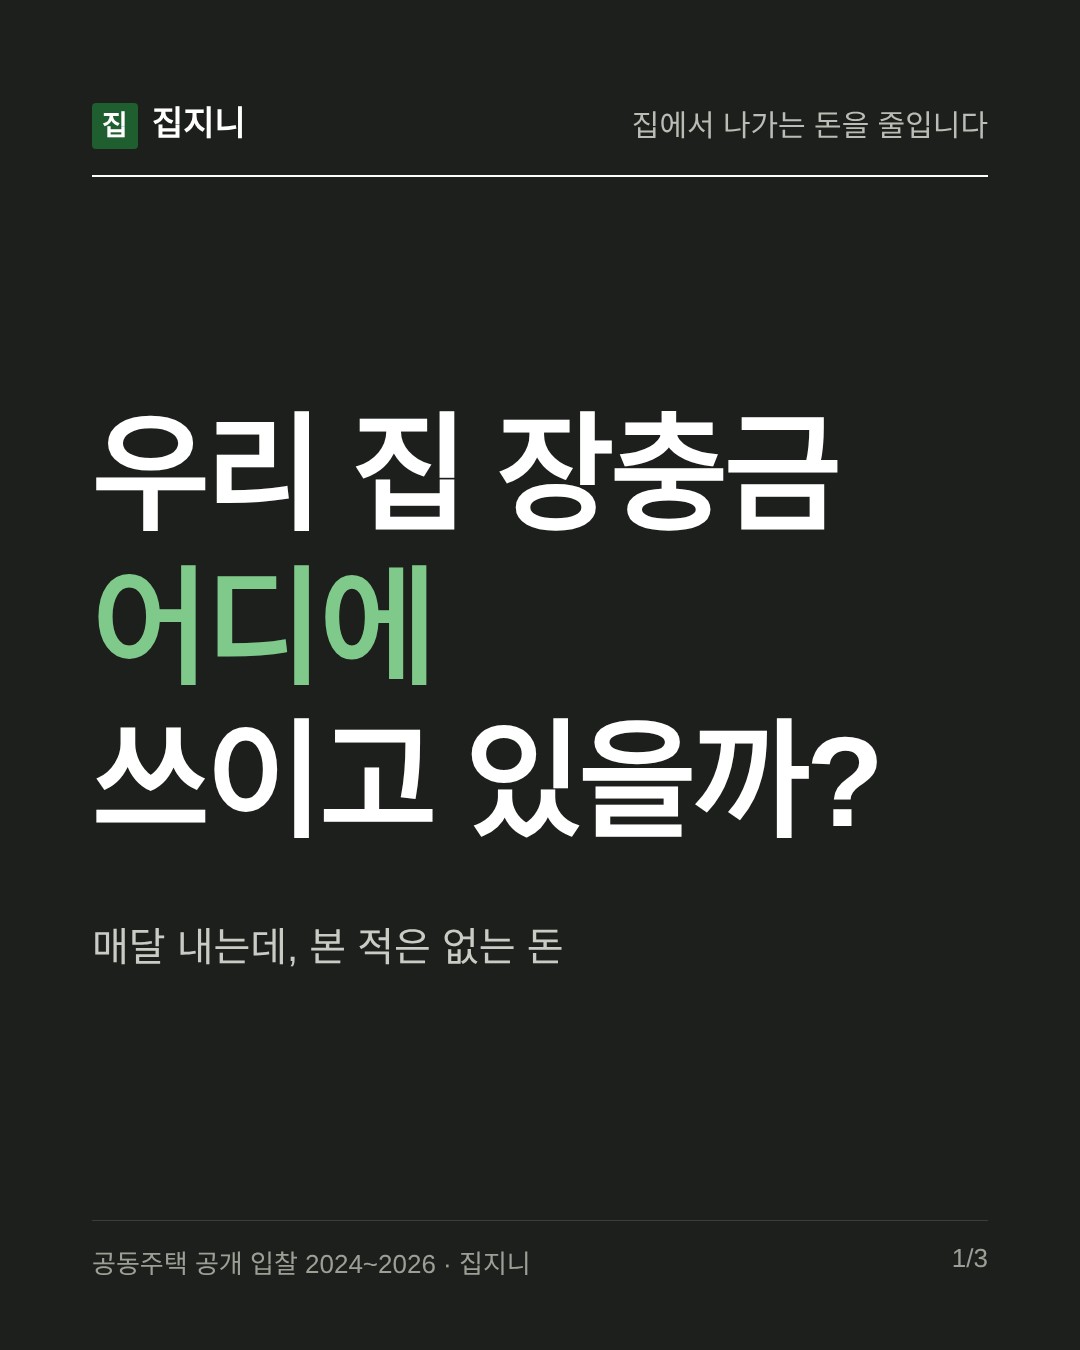 집 집지니
집에서 나가는 돈을 줄입니다
우리 집 장충금
어디에
쓰이고 있을까?
매달 내는데, 본 적은 없는 돈
공동주택 공개 입찰 2024~2026 · 집지니
1/3